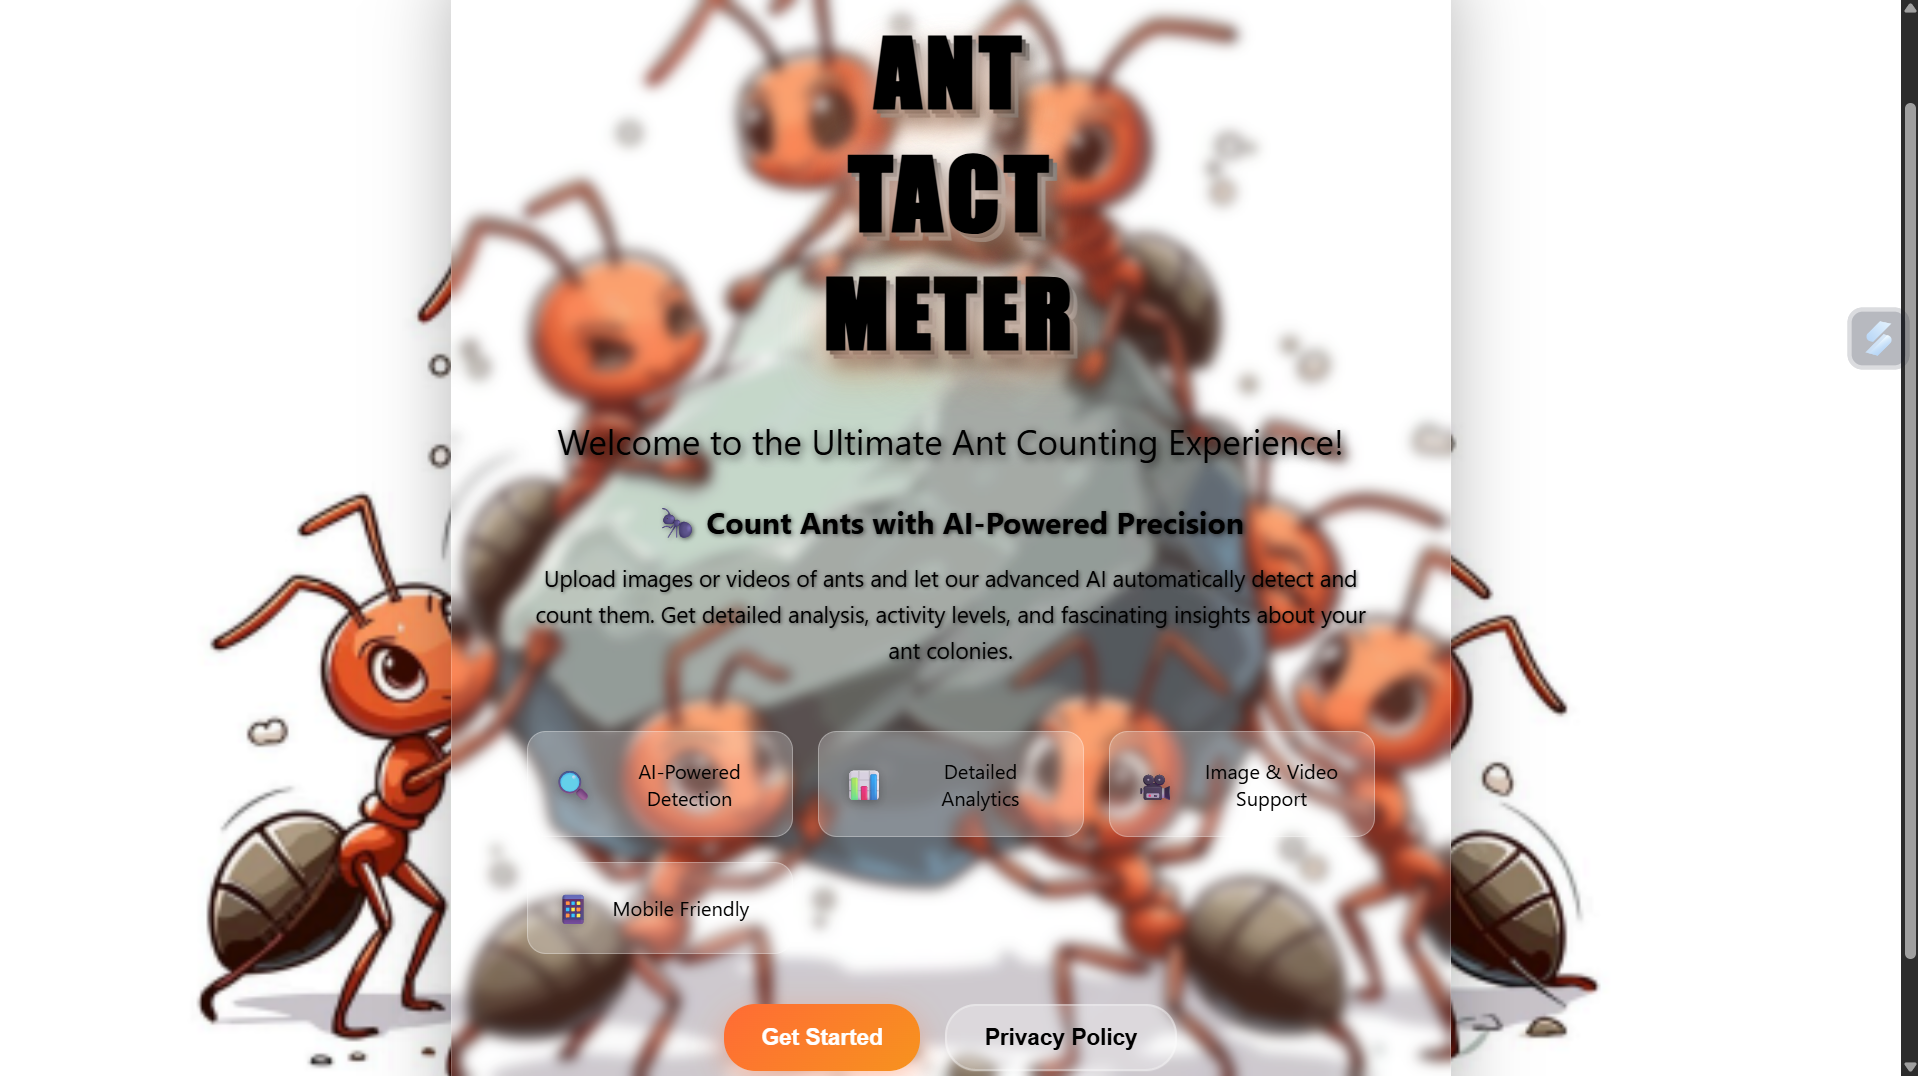 ANT
TACT
METER
Welcome to the Ultimate Ant Counting Experience!
Count Ants with AI-Powered Precision
Upload images or videos of ants and let our advanced AI automatically detect and
count them. Get detailed analysis, activity levels, and fascinating insights about your
ant colonies.
AI-Powered
Detection
Detailed
Analytics
Image & Video
Support
Mobile Friendly
Get Started
Privacy Policy